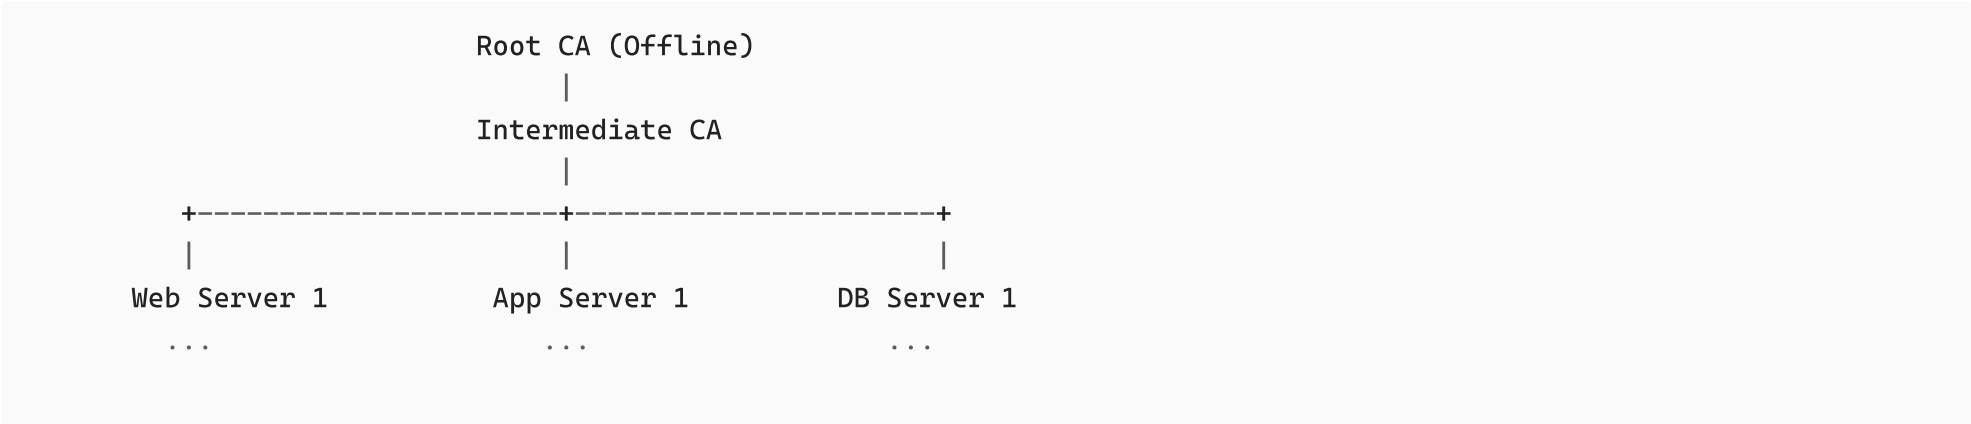 Root CA (Offline)
|
Intermediate CA
|
+----------------------+----------------------+
| | |
Web Server 1 App Server 1 DB Server 1
... ... ...